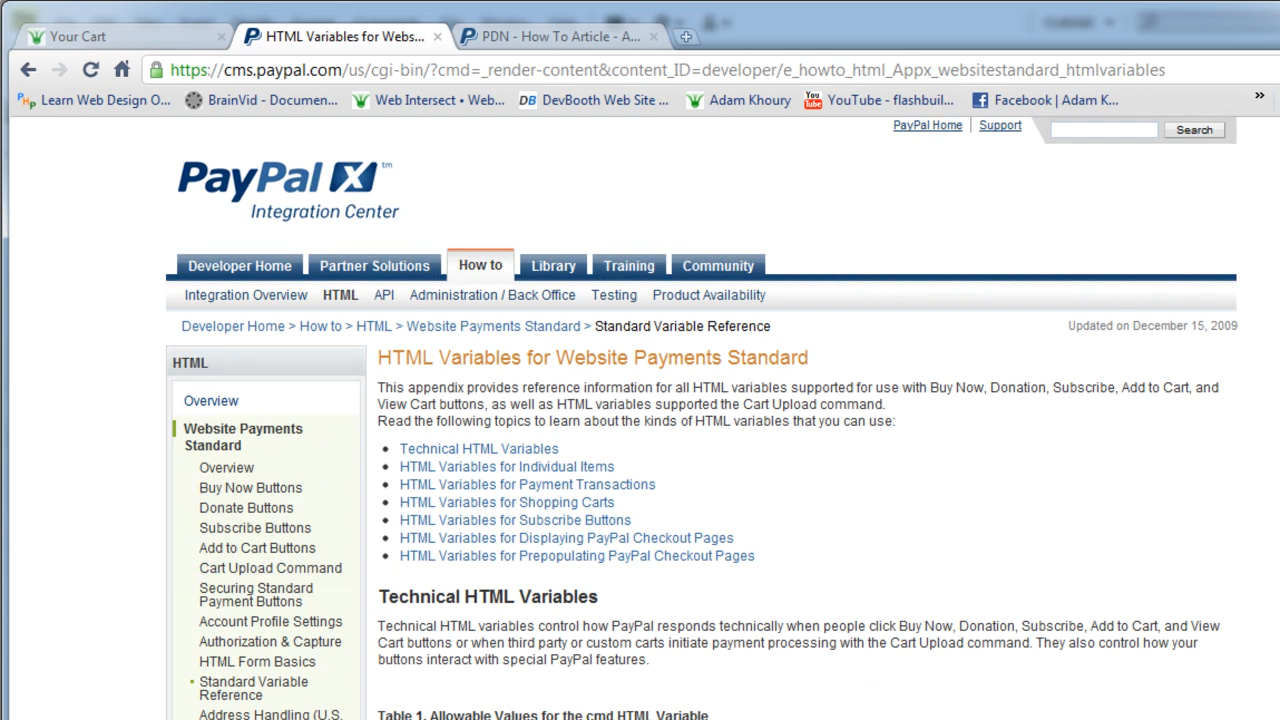 Your Cart
HTML Variables for Webs...
PDN - How To Article - A...
https://cms.paypal.com/us/cgi-bin/?cmd=_render-content&content_ID=developer/e_howto_html_Appx_websitestandard_htmlvariables
Learn Web Design O...
BrainVid - Documen...
Web Intersect • Web...
DB DevBooth Web Site ...
Adam Khoury
You Tube YouTube - flashbuil...
Facebook | Adam K...
»
PayPal Home
Support
Search
PayPal X™
Integration Center
Developer Home
Partner Solutions
How to
Library
Training
Community
Integration Overview
HTML
API
Administration / Back Office
Testing
Product Availability
Developer Home > How to > HTML > Website Payments Standard > Standard Variable Reference
Updated on December 15, 2009
HTML
Overview
Website Payments
Standard
Overview
Buy Now Buttons
Donate Buttons
Subscribe Buttons
Add to Cart Buttons
Cart Upload Command
Securing Standard
Payment Buttons
Account Profile Settings
Authorization & Capture
HTML Form Basics
Standard Variable
Reference
Address Handling (U.S.
HTML Variables for Website Payments Standard
This appendix provides reference information for all HTML variables supported for use with Buy Now, Donation, Subscribe, Add to Cart, and
View Cart buttons, as well as HTML variables supported the Cart Upload command.
Read the following topics to learn about the kinds of HTML variables that you can use:
Technical HTML Variables
HTML Variables for Individual Items
HTML Variables for Payment Transactions
HTML Variables for Shopping Carts
HTML Variables for Subscribe Buttons
HTML Variables for Displaying PayPal Checkout Pages
HTML Variables for Prepopulating PayPal Checkout Pages
Technical HTML Variables
Technical HTML variables control how PayPal responds technically when people click Buy Now, Donation, Subscribe, Add to Cart, and View
Cart buttons or when third party or custom carts initiate payment processing with the Cart Upload command. They also control how your
buttons interact with special PayPal features.
Table 1. Allowable Values for the cmd HTML Variable